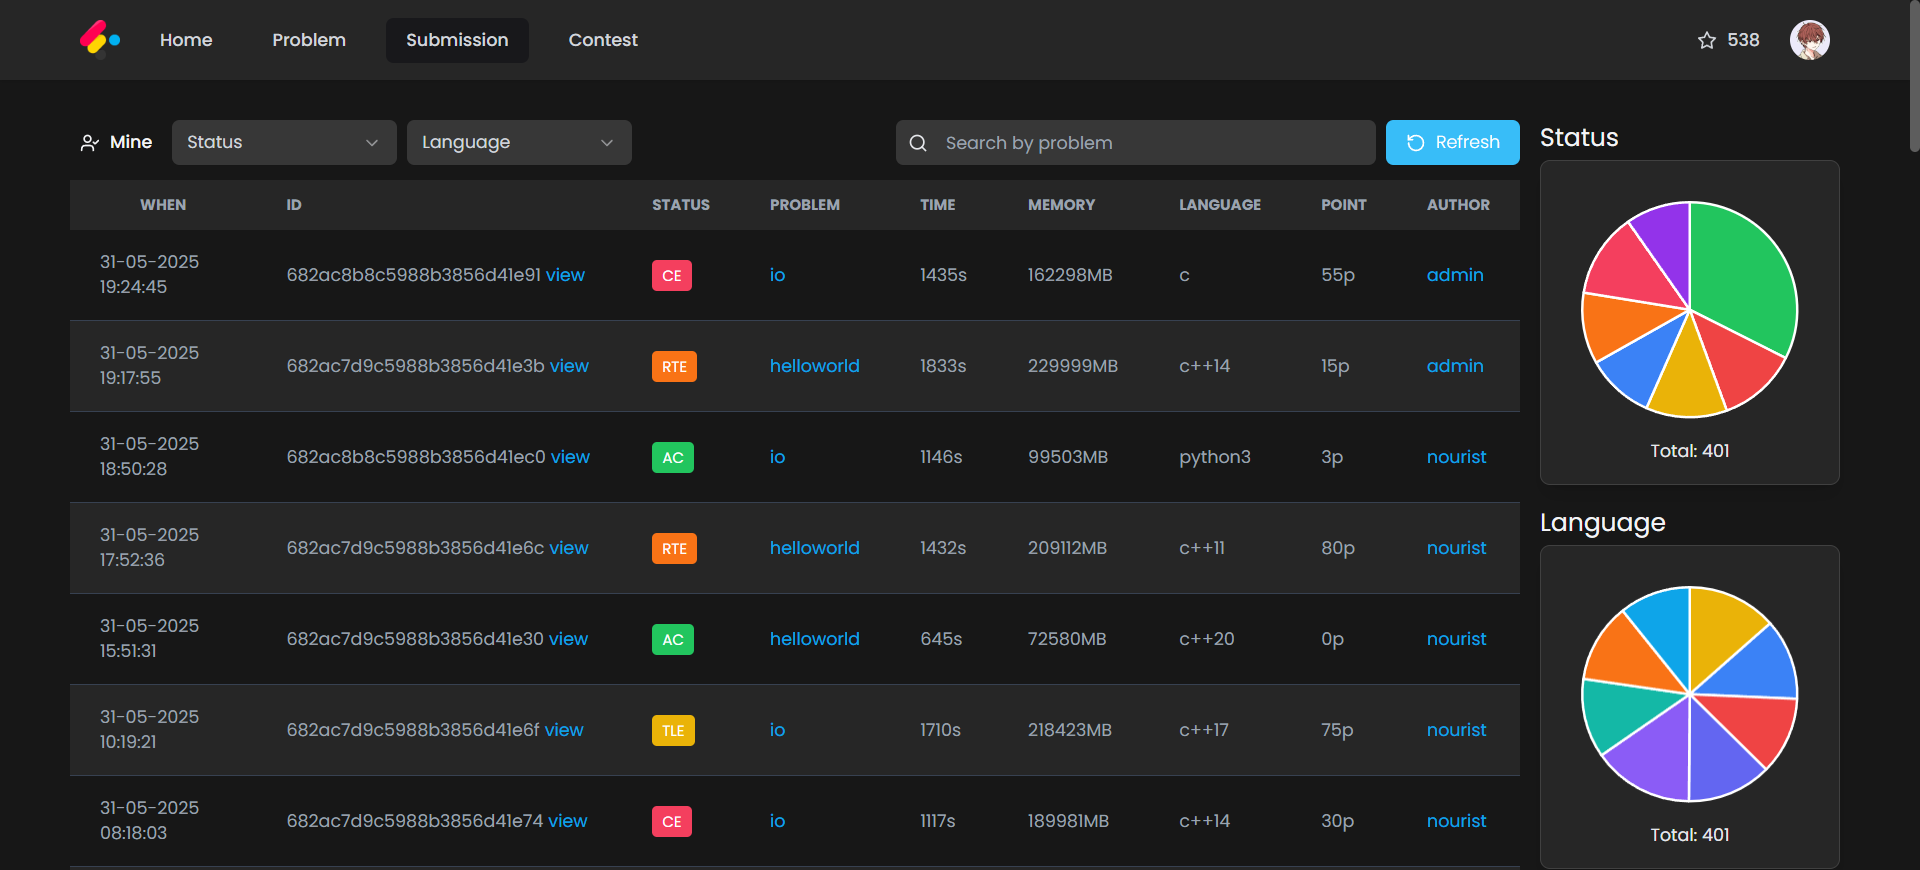 Home Problem Submission Contest 538
Mine Status Language Search by problem Refresh
WHEN ID STATUS PROBLEM TIME MEMORY LANGUAGE POINT AUTHOR
31-05-2025
19:24:45
682ac8b8c5988b3856d41e91 view CE io 1435s 162298MB c 55p admin
31-05-2025
19:17:55
682ac7d9c5988b3856d41e3b view RTE helloworld 1833s 229999MB c++14 15p admin
31-05-2025
18:50:28
682ac8b8c5988b3856d41ec0 view AC io 1146s 99503MB python3 3p nourist
31-05-2025
17:52:36
682ac7d9c5988b3856d41e6c view RTE helloworld 1432s 209112MB c++11 80p nourist
31-05-2025
15:51:31
682ac7d9c5988b3856d41e30 view AC helloworld 645s 72580MB c++20 0p nourist
31-05-2025
10:19:21
682ac7d9c5988b3856d41e6f view TLE io 1710s 218423MB c++17 75p nourist
31-05-2025
08:18:03
682ac7d9c5988b3856d41e74 view CE io 1117s 189981MB c++14 30p nourist
Status
Total: 401
Language
Total: 401